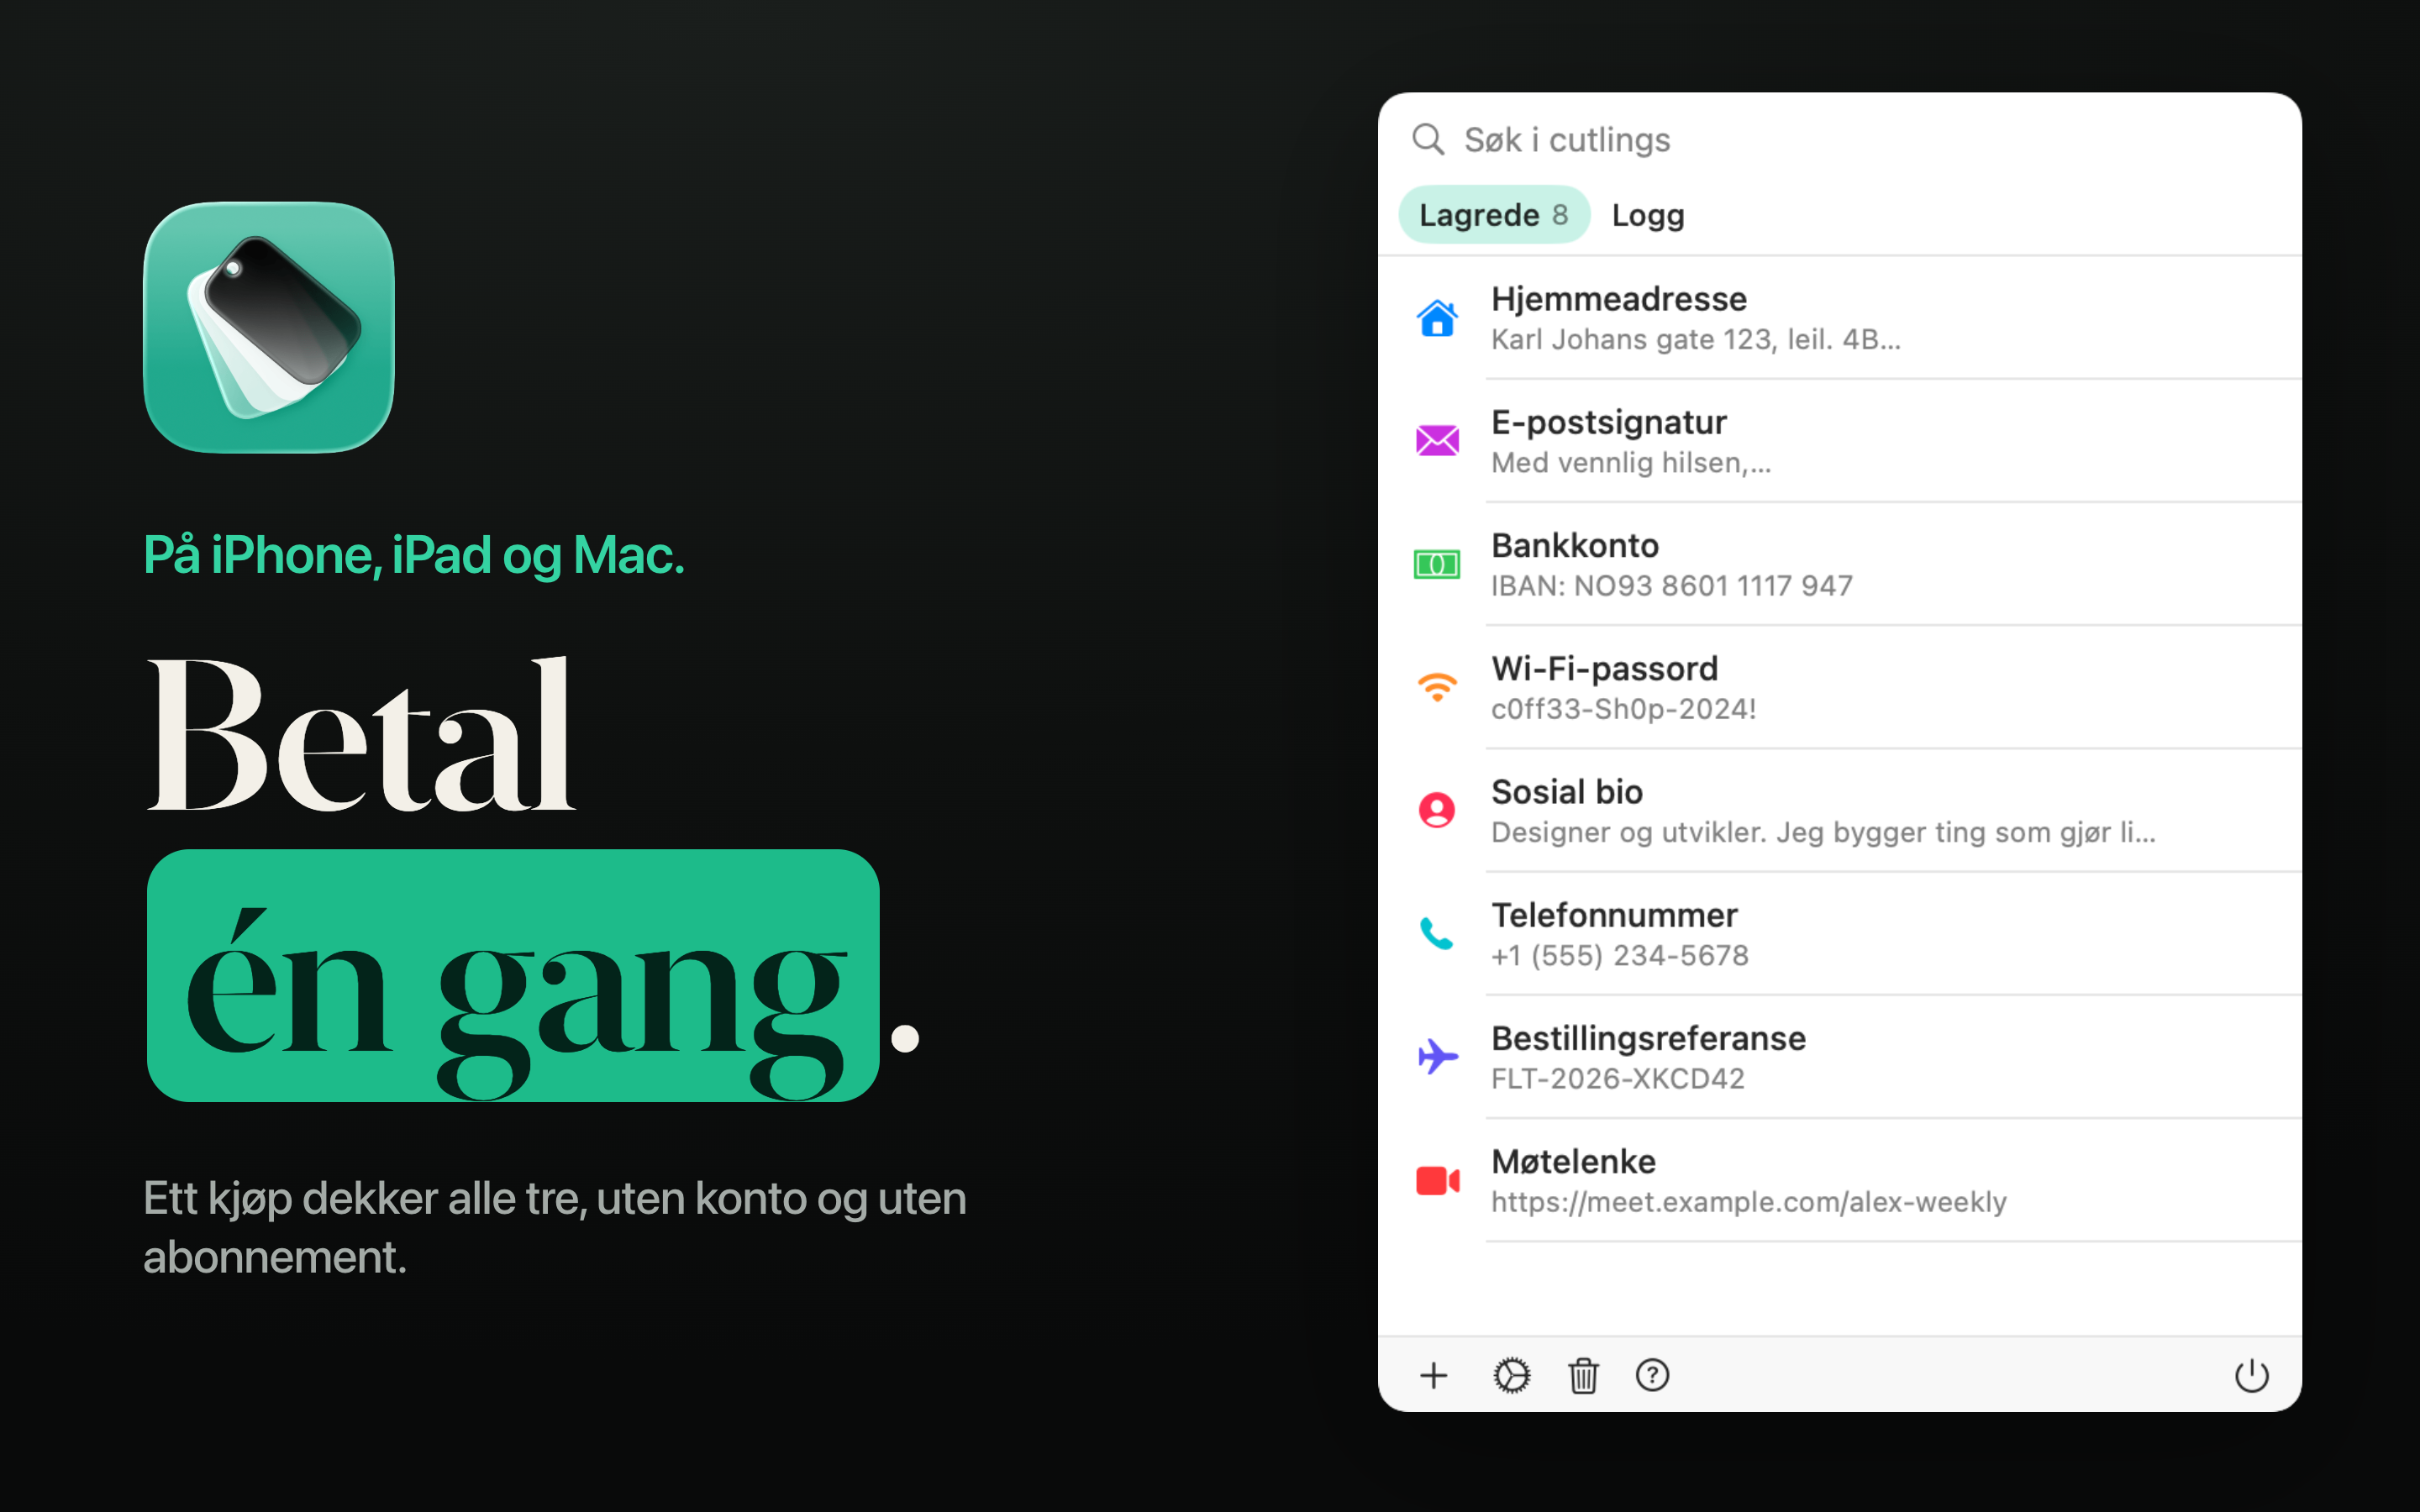 På iPhone, iPad og Mac.
Betal
én gang.
Ett kjøp dekker alle tre, uten konto og uten
abonnement.
Søk i cutlings
Lagrede 8 Logg
Hjemmeadresse
Karl Johans gate 123, leil. 4B...
E-postsignatur
Med vennlig hilsen,...
Bankkonto
IBAN: NO93 8601 1117 947
Wi-Fi-passord
c0ff33-Sh0p-2024!
Sosial bio
Designer og utvikler. Jeg bygger ting som gjør li...
Telefonnummer
+1 (555) 234-5678
Bestillingsreferanse
FLT-2026-XKCD42
Møtelenke
https://meet.example.com/alex-weekly